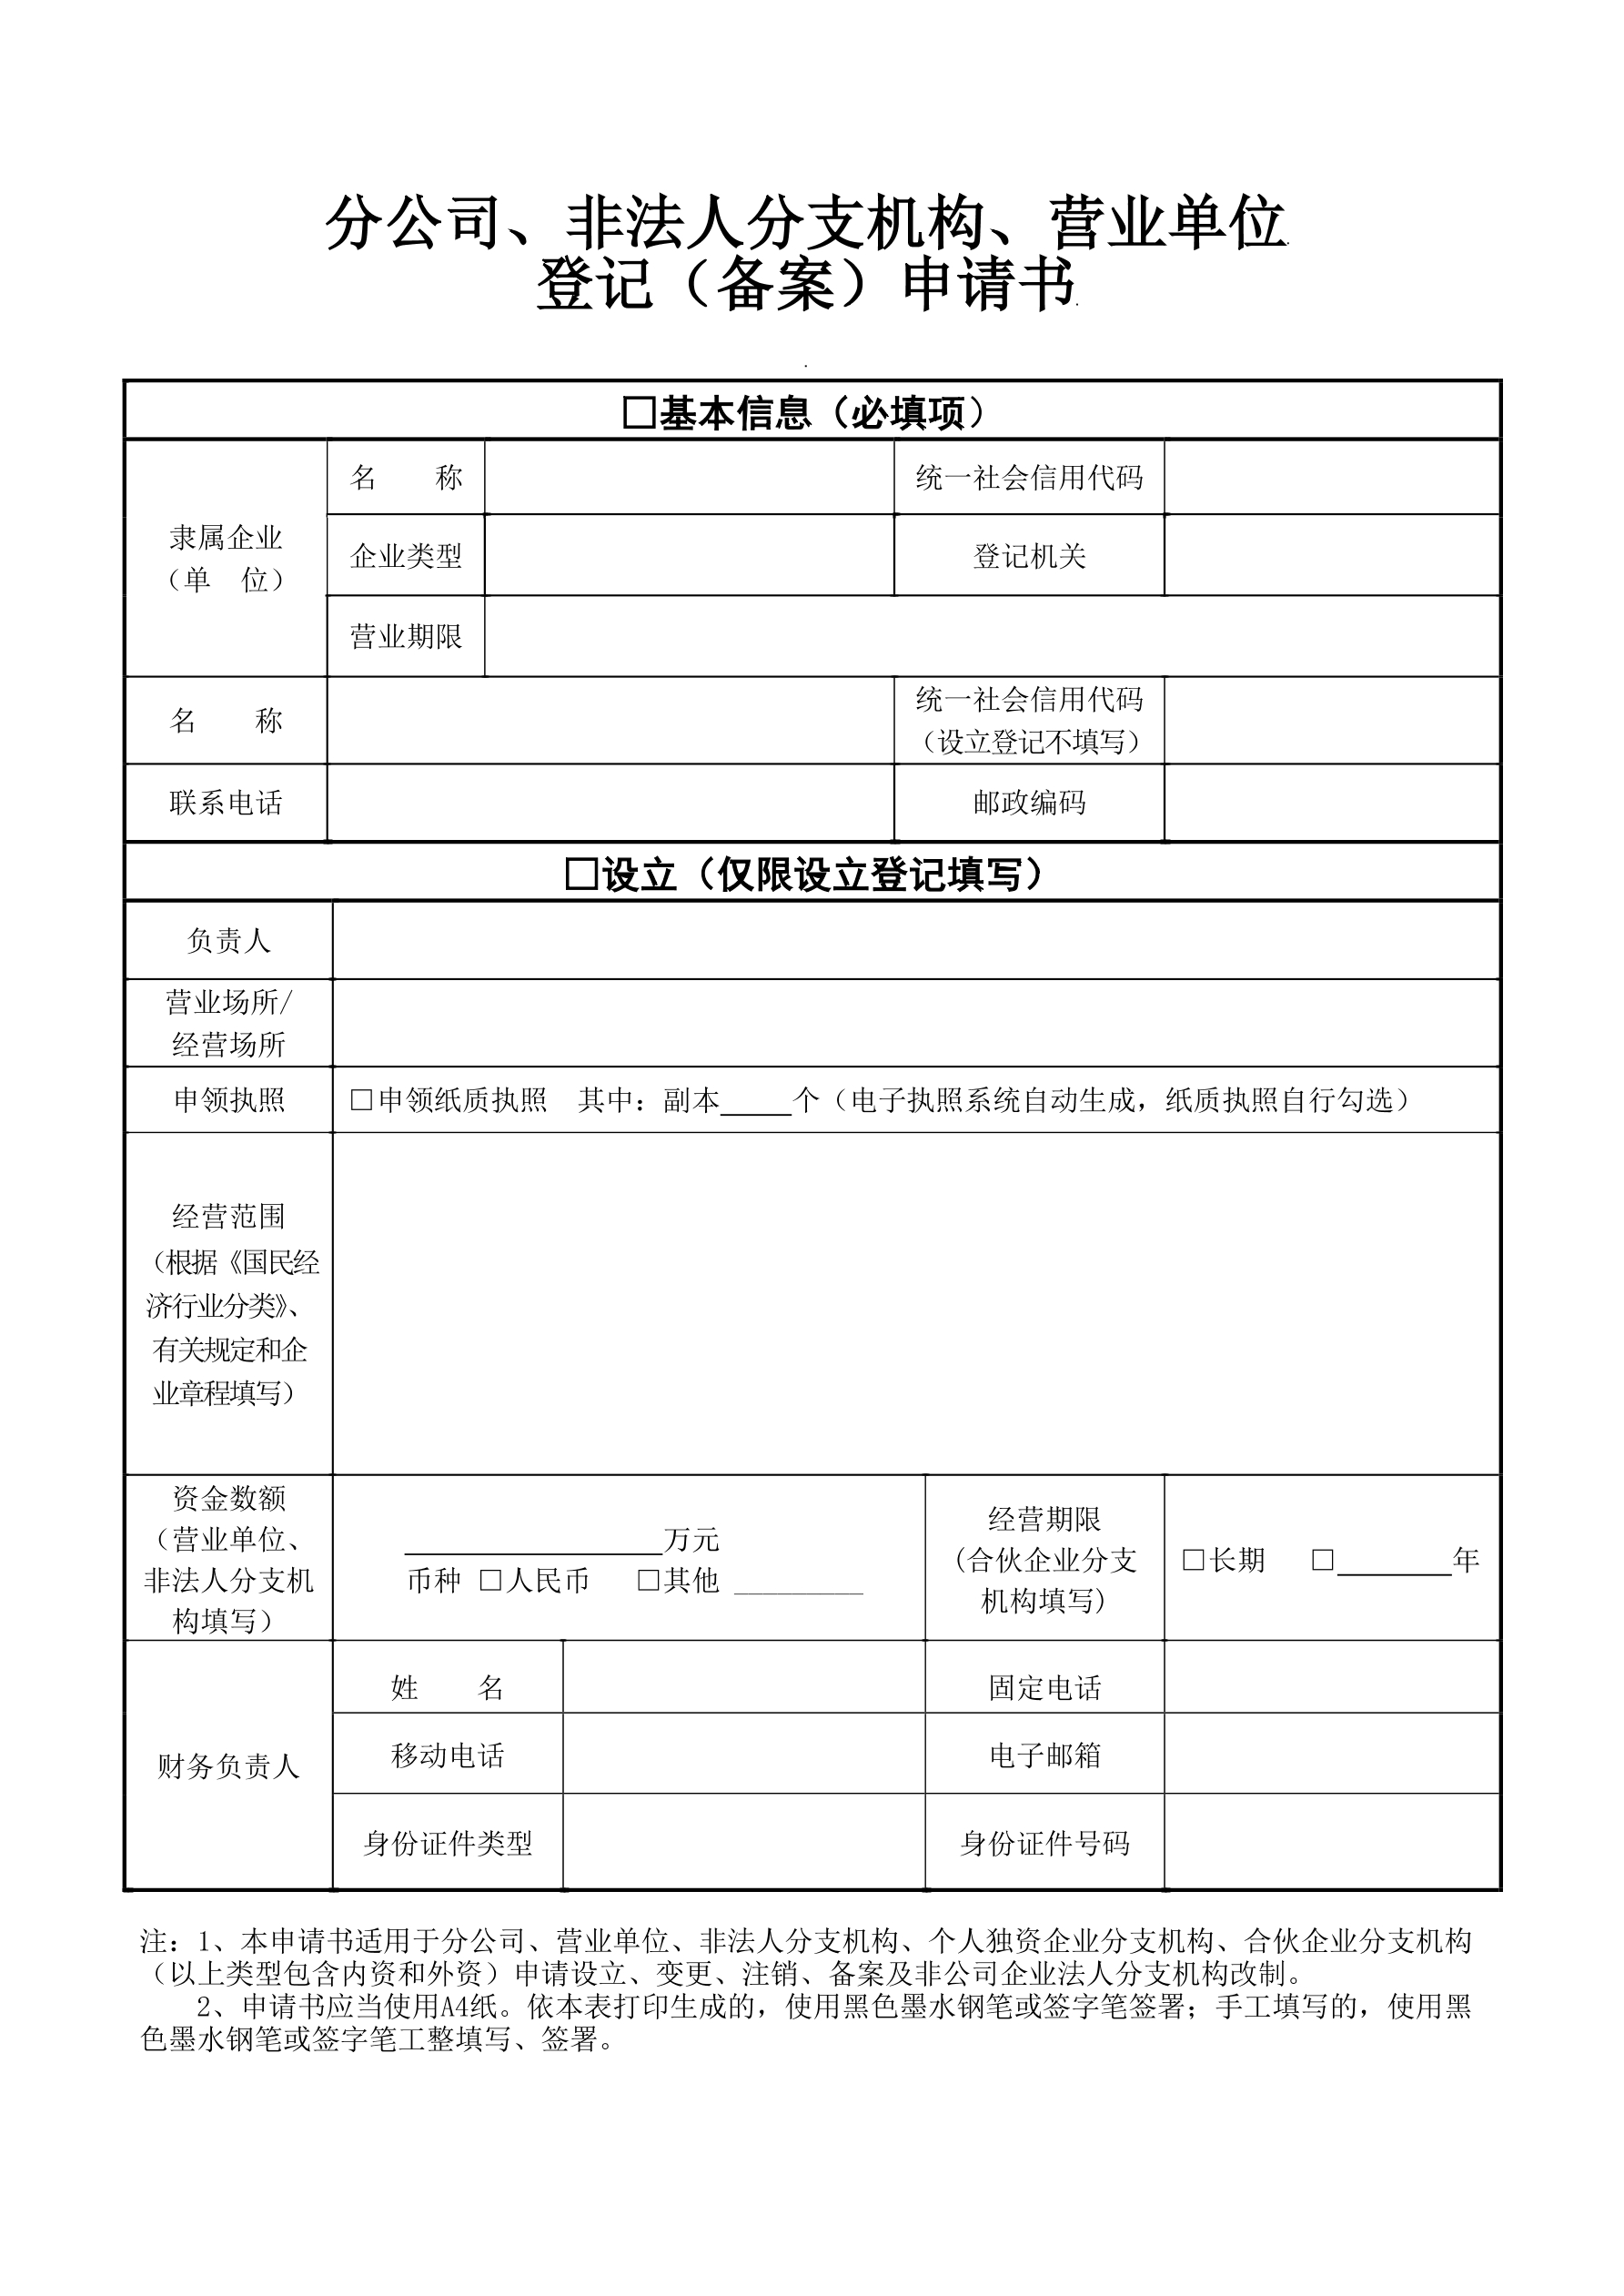 分公司、非法人分支机构、营业单位
登记（备案）申请书
□基本信息（必填项）
隶属企业
（单　位）
名　　称
统一社会信用代码
企业类型
登记机关
营业期限
名　　称
统一社会信用代码
（设立登记不填写）
联系电话
邮政编码
□设立（仅限设立登记填写）
负责人
营业场所/
经营场所
申领执照
□申领纸质执照　其中：副本_____个（电子执照系统自动生成，纸质执照自行勾选）
经营范围
（根据《国民经
济行业分类》、
有关规定和企
业章程填写）
资金数额
（营业单位、
非法人分支机
构填写）
__________________万元
币种 □人民币　□其他 _________
经营期限
(合伙企业分支
机构填写)
□长期　□________年
财务负责人
姓　　名
固定电话
移动电话
电子邮箱
身份证件类型
身份证件号码
注：1、本申请书适用于分公司、营业单位、非法人分支机构、个人独资企业分支机构、合伙企业分支机构
（以上类型包含内资和外资）申请设立、变更、注销、备案及非公司企业法人分支机构改制。
2、申请书应当使用A4纸。依本表打印生成的，使用黑色墨水钢笔或签字笔签署；手工填写的，使用黑
色墨水钢笔或签字笔工整填写、签署。